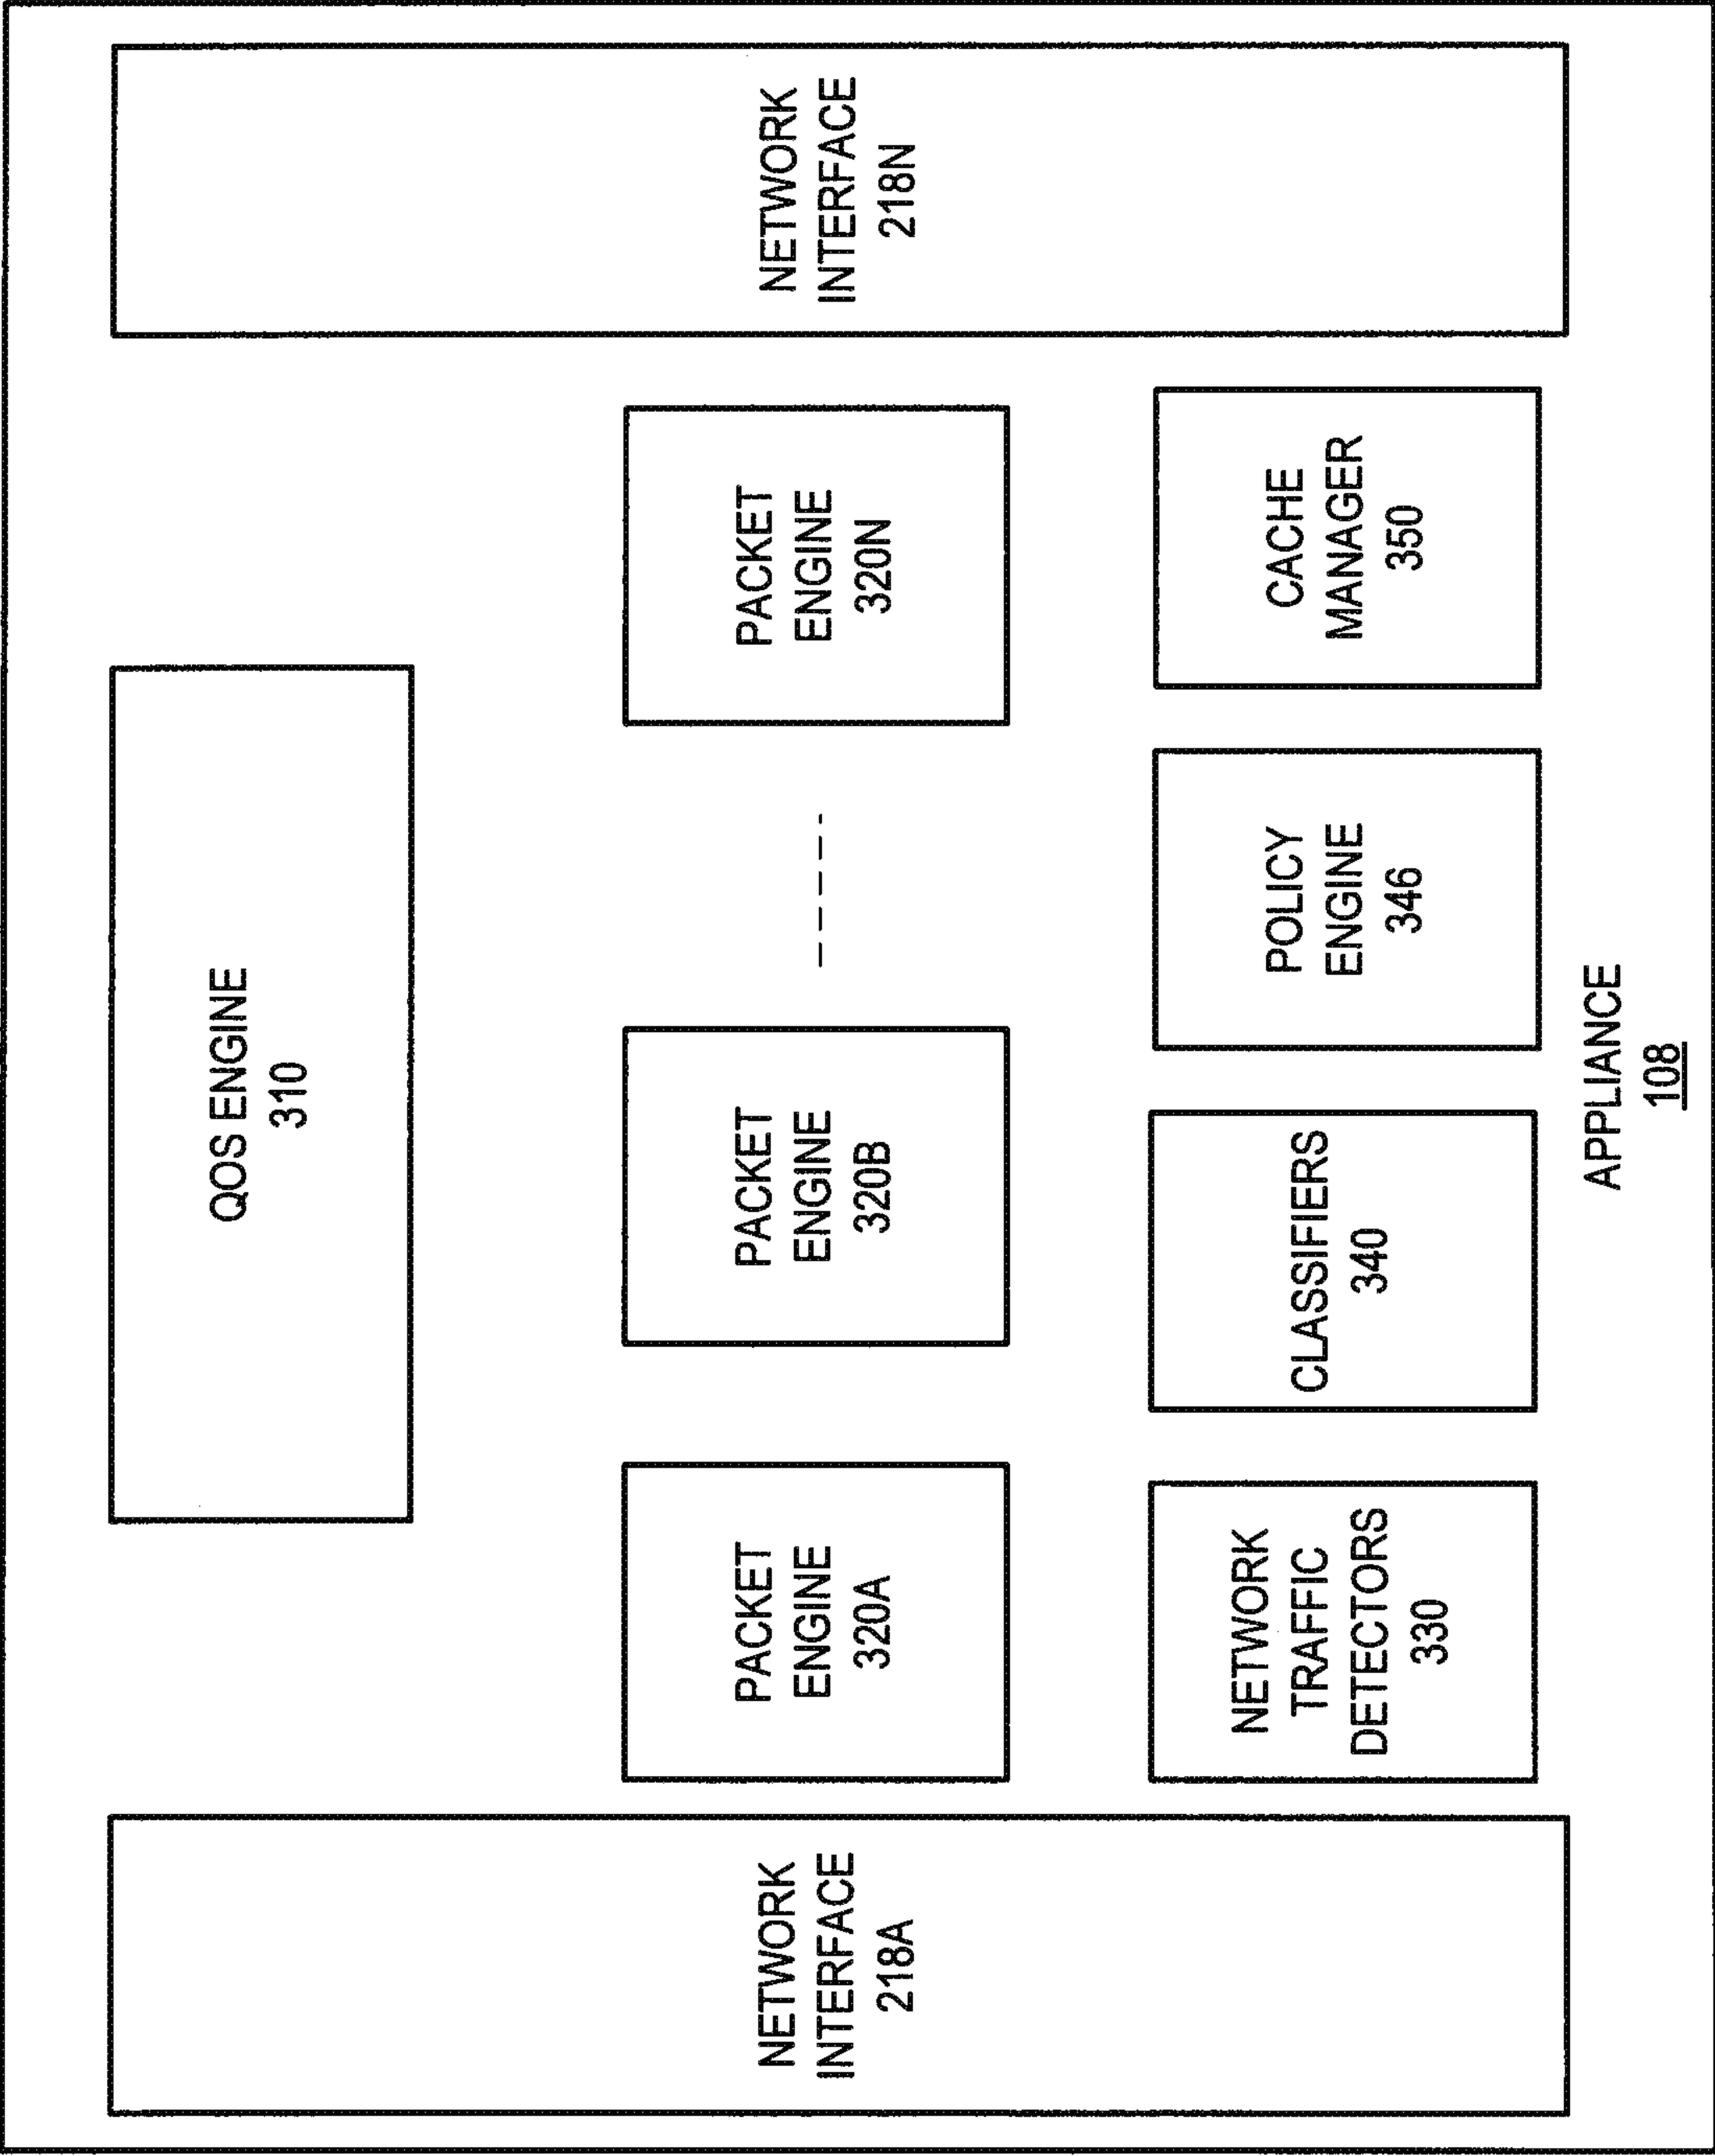 QOS ENGINE
310
NETWORK
INTERFACE
218A
PACKET
ENGINE
320A
PACKET
ENGINE
320B
PACKET
ENGINE
320N
NETWORK
INTERFACE
218N
NETWORK
TRAFFIC
DETECTORS
330
CLASSIFIERS
340
POLICY
ENGINE
346
CACHE
MANAGER
350
APPLIANCE
108